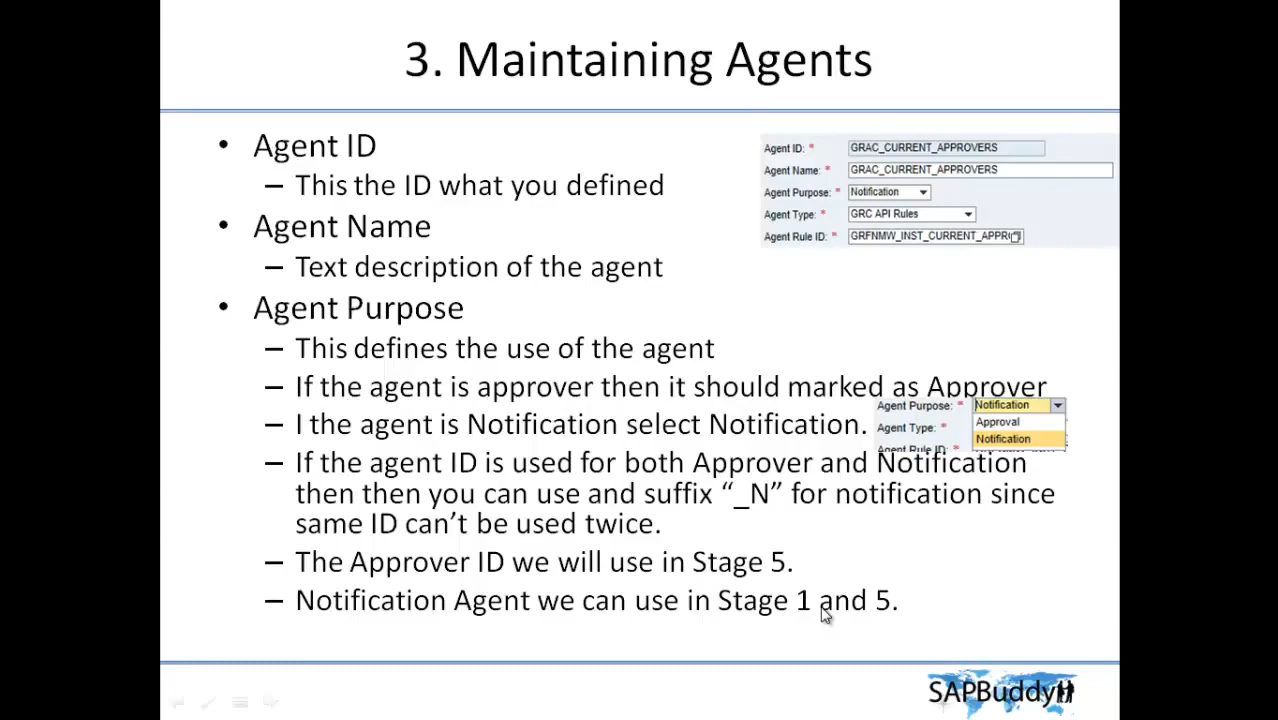 3. Maintaining Agents
• Agent ID
– This the ID what you defined
• Agent Name
– Text description of the agent
• Agent Purpose
– This defines the use of the agent
– If the agent is approver then it should marked as Approver
– I the agent is Notification select Notification.
– If the agent ID is used for both Approver and Notification
then then you can use and suffix “_N” for notification since
same ID can’t be used twice.
– The Approver ID we will use in Stage 5.
– Notification Agent we can use in Stage 1 and 5.
Agent ID: * GRAC_CURRENT_APPROVERS
Agent Name: * GRAC_CURRENT_APPROVERS
Agent Purpose: * Notification
Agent Type: * GRC API Rules
Agent Rule ID: * GRFNMW_INST_CURRENT_APPR
Agent Purpose: * Notification
Agent Type: * Approval
Agent Rule ID: * Notification
SAPBuddy